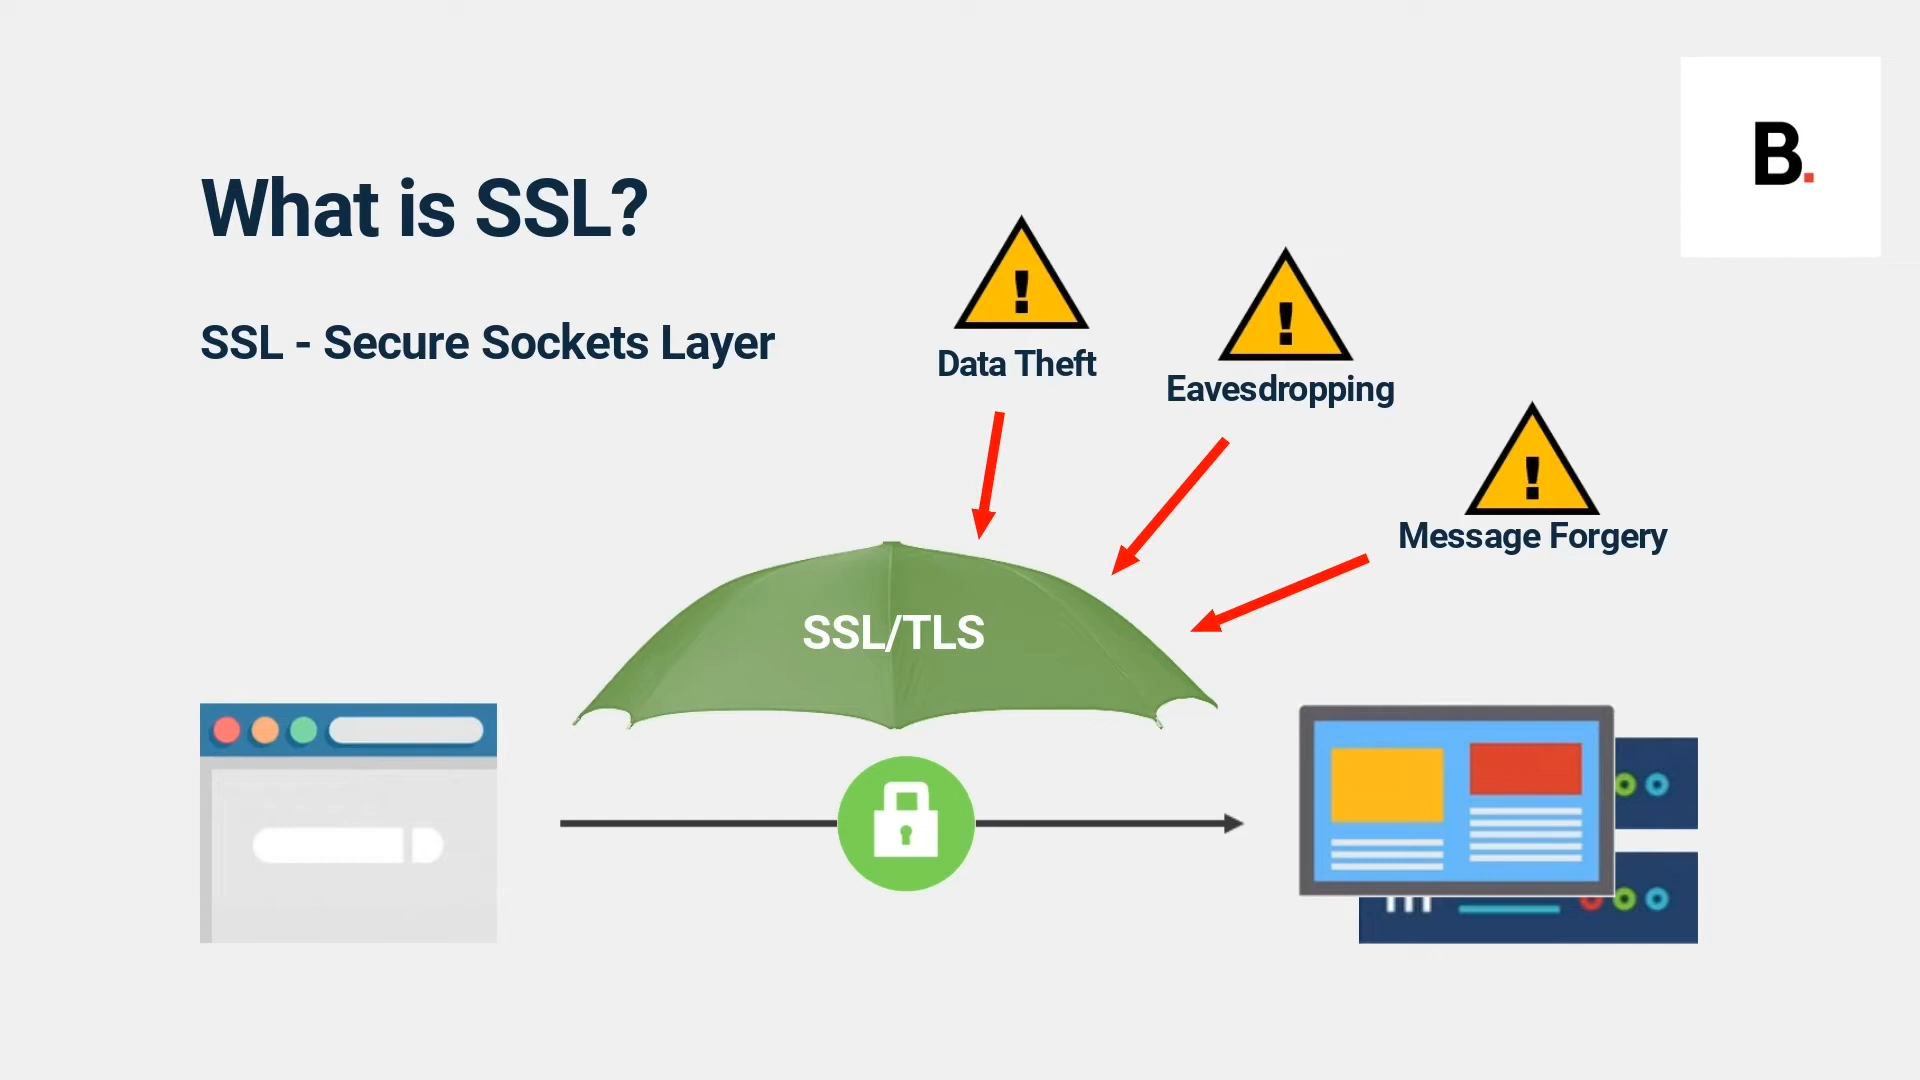 What is SSL?
B.
SSL - Secure Sockets Layer
Data Theft
Eavesdropping
Message Forgery
SSL/TLS